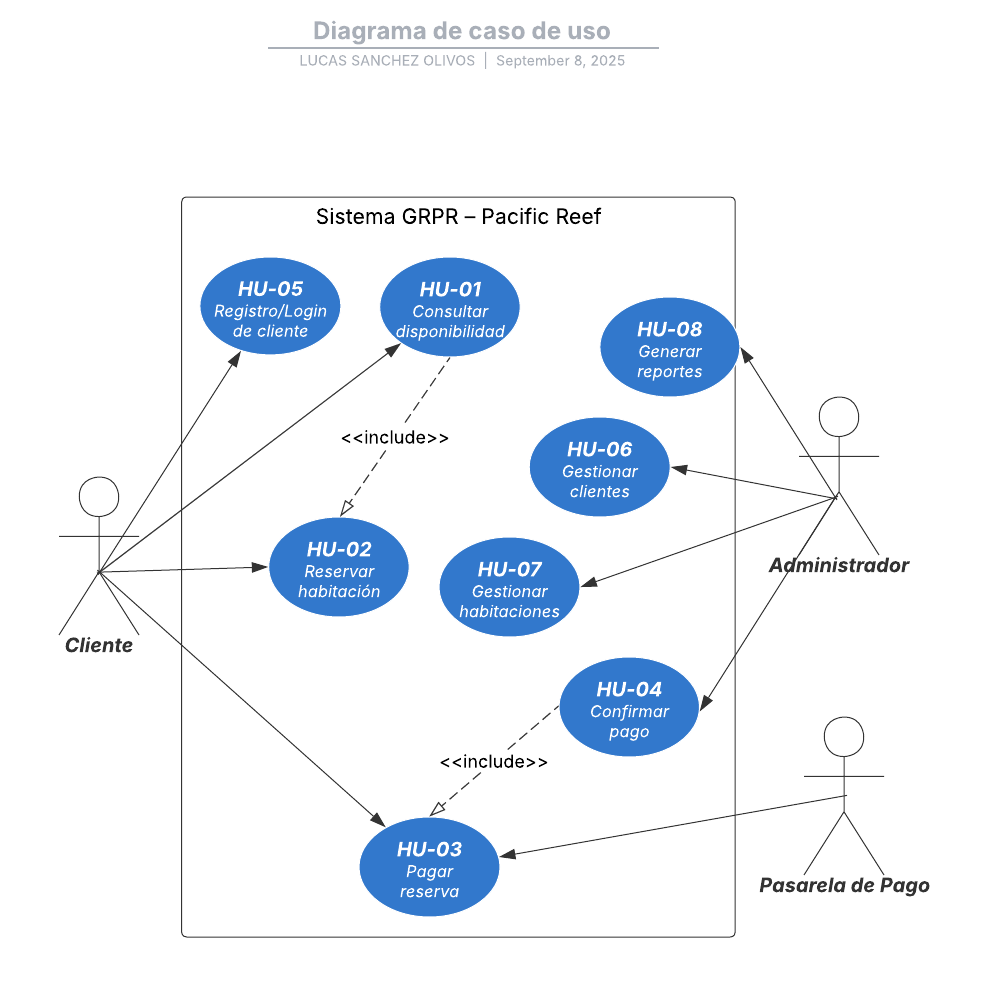 Diagrama de caso de uso
LUCAS SANCHEZ OLIVOS | September 8, 2025
Sistema GRPR – Pacific Reef
HU-05
Registro/Login
de cliente
HU-01
Consultar
disponibilidad
HU-08
Generar
reportes
<<include>>
HU-06
Gestionar
clientes
HU-02
Reservar
habitación
HU-07
Gestionar
habitaciones
Administrador
Cliente
HU-04
Confirmar
pago
<<include>>
HU-03
Pagar
reserva
Pasarela de Pago